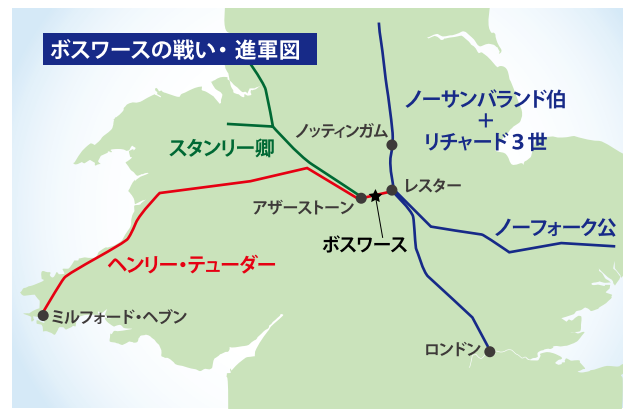 ボスワースの戦い・進軍図
ノーサンバランド伯
+
リチャード3世
ノッティンガム
スタンリー卿
レスター
アザーストーン
ノーフォーク公
ボスワース
ヘンリー・テューダー
ミルフォード・ヘブン
ロンドン